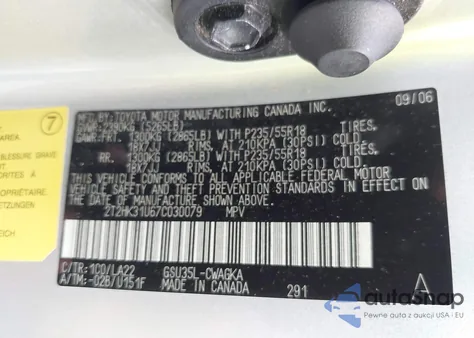 09/06
MFD. BY: TOYOTA MOTOR MANUFACTURING CANADA INC.
1300KG (2865LB) WITH P235/55R18 TIRES,
RIMS, AT 210KPA (30PSI) COLD.
RR. 1300KG (2865LB) WITH P235/55R18 TIRES,
RIMS, AT 210KPA (30PSI) COLD.
THIS VEHICLE CONFORMS TO ALL APPLICABLE FEDERAL MOTOR
VEHICLE SAFETY AND THEFT PREVENTION STANDARDS IN EFFECT ON
THE DATE OF MANUFACTURE SHOWN ABOVE.
2T2HK31U67C030079 MPV
C/TR: 1C0/LA22 GSU35L-CWAGKA
A/TM: -02B/U151F MADE IN CANADA 291 A
7
autoSnap
Pewne auta z aukcji USA - EU